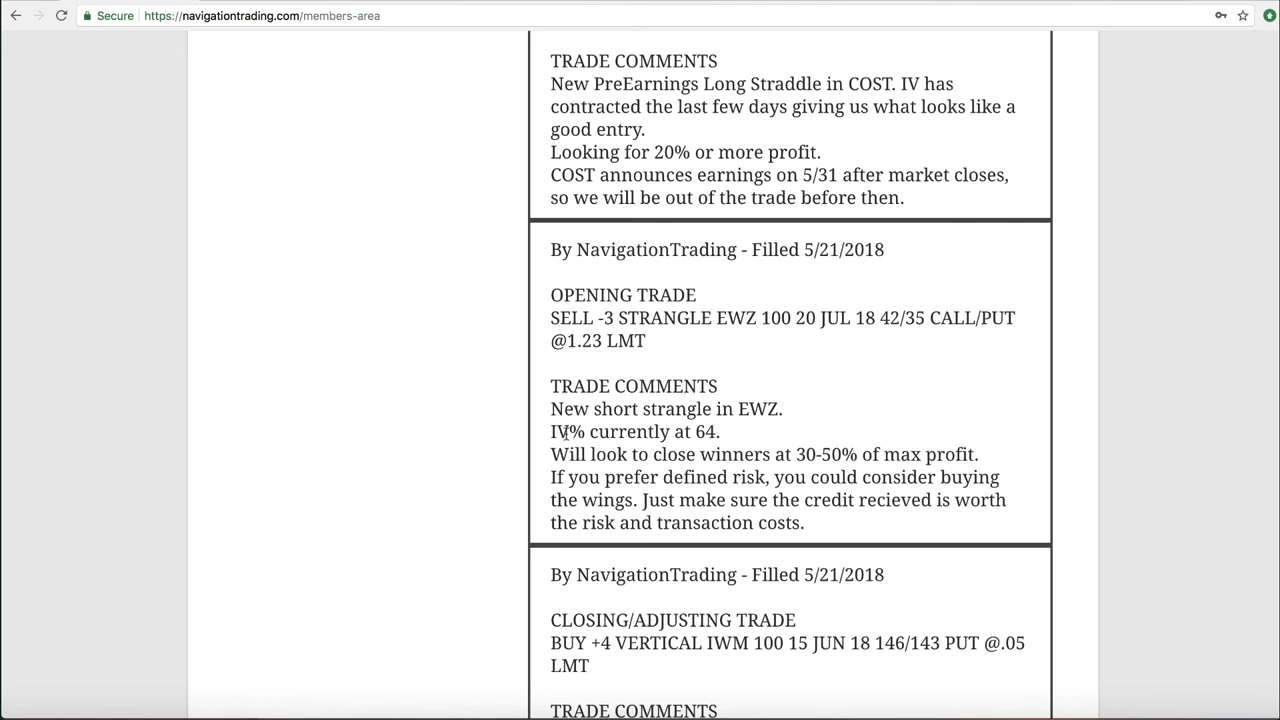 Secure https://navigationtrading.com/members-area
TRADE COMMENTS
New PreEarnings Long Straddle in COST. IV has
contracted the last few days giving us what looks like a
good entry.
Looking for 20% or more profit.
COST announces earnings on 5/31 after market closes,
so we will be out of the trade before then.
By NavigationTrading - Filled 5/21/2018
OPENING TRADE
SELL -3 STRANGLE EWZ 100 20 JUL 18 42/35 CALL/PUT
@1.23 LMT
TRADE COMMENTS
New short strangle in EWZ.
IV% currently at 64.
Will look to close winners at 30-50% of max profit.
If you prefer defined risk, you could consider buying
the wings. Just make sure the credit recieved is worth
the risk and transaction costs.
By NavigationTrading - Filled 5/21/2018
CLOSING/ADJUSTING TRADE
BUY +4 VERTICAL IWM 100 15 JUN 18 146/143 PUT @.05
LMT
TRADE COMMENTS